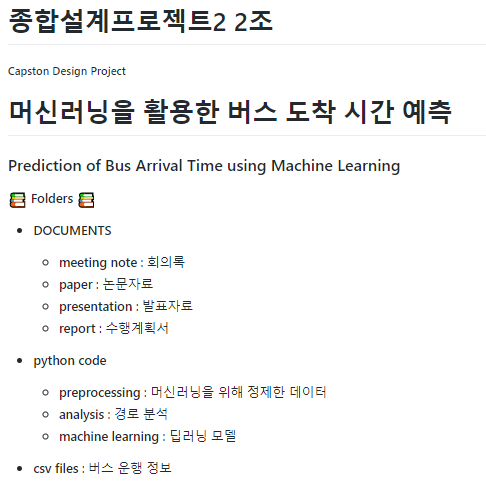 종합설계프로젝트2 2조
Capston Design Project
머신러닝을 활용한 버스 도착 시간 예측
Prediction of Bus Arrival Time using Machine Learning
📚 Folders 📚
• DOCUMENTS
◦ meeting note : 회의록
◦ paper : 논문자료
◦ presentation : 발표자료
◦ report : 수행계획서
• python code
◦ preprocessing : 머신러닝을 위해 정제한 데이터
◦ analysis : 경로 분석
◦ machine learning : 딥러닝 모델
• csv files : 버스 운행 정보